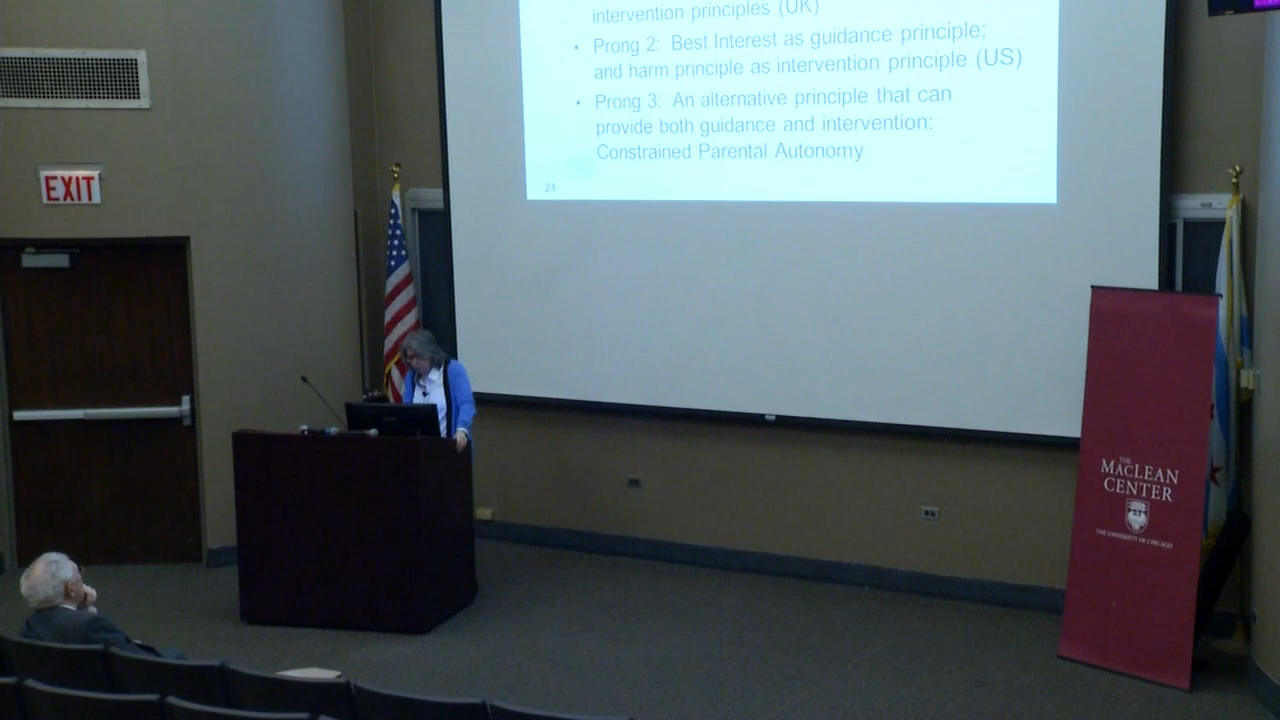 intervention principles (UK)
• Prong 2: Best Interest as guidance principle;
and harm principle as intervention principle (US)
• Prong 3: An alternative principle that can
provide both guidance and intervention:
Constrained Parental Autonomy
24
EXIT
THE
MACLEAN
CENTER
THE UNIVERSITY OF CHICAGO